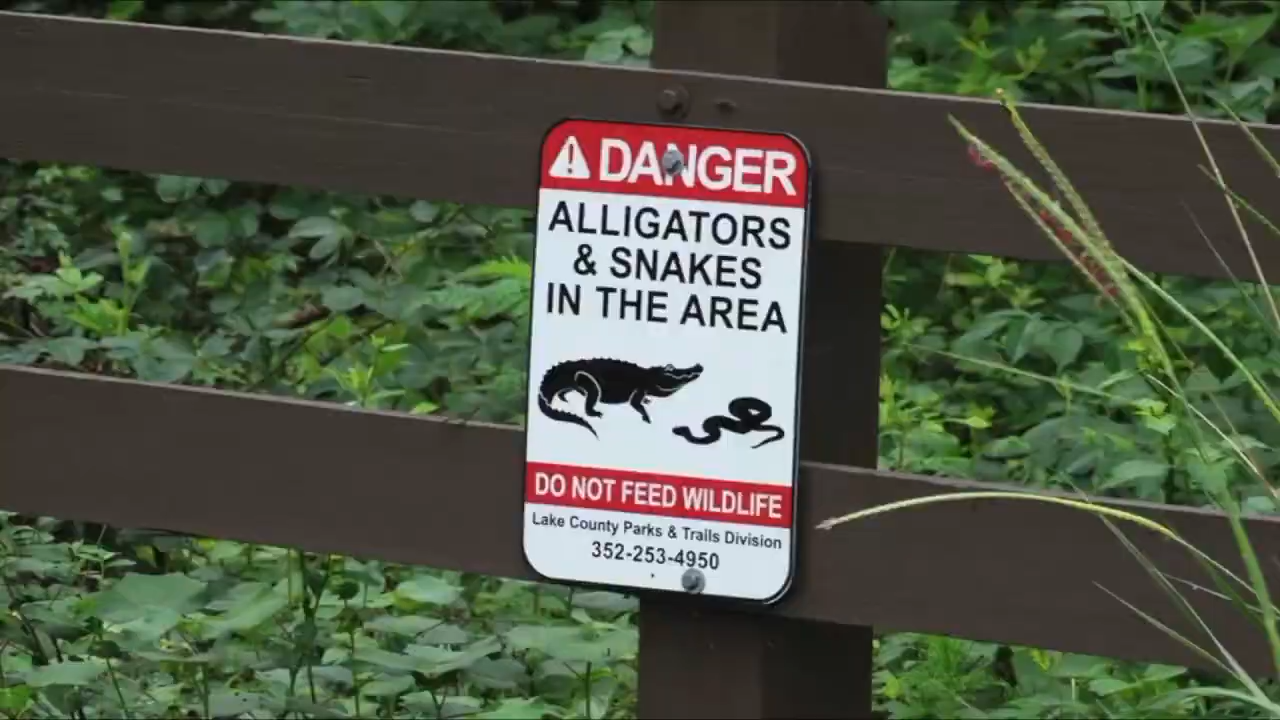 DANGER
ALLIGATORS
& SNAKES
IN THE AREA
DO NOT FEED WILDLIFE
Lake County Parks & Trails Division
352-253-4950